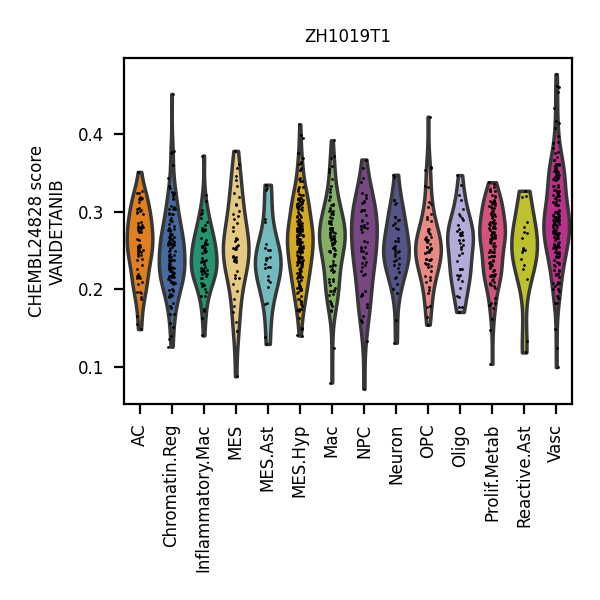 ZH1019T1
CHEMBL24828 score
VANDETANIB
0.4
0.3
0.2
0.1
AC
Chromatin.Reg
Inflammatory.Mac
MES
MES.Ast
MES.Hyp
Mac
NPC
Neuron
OPC
Oligo
Prolif.Metab
Reactive.Ast
Vasc